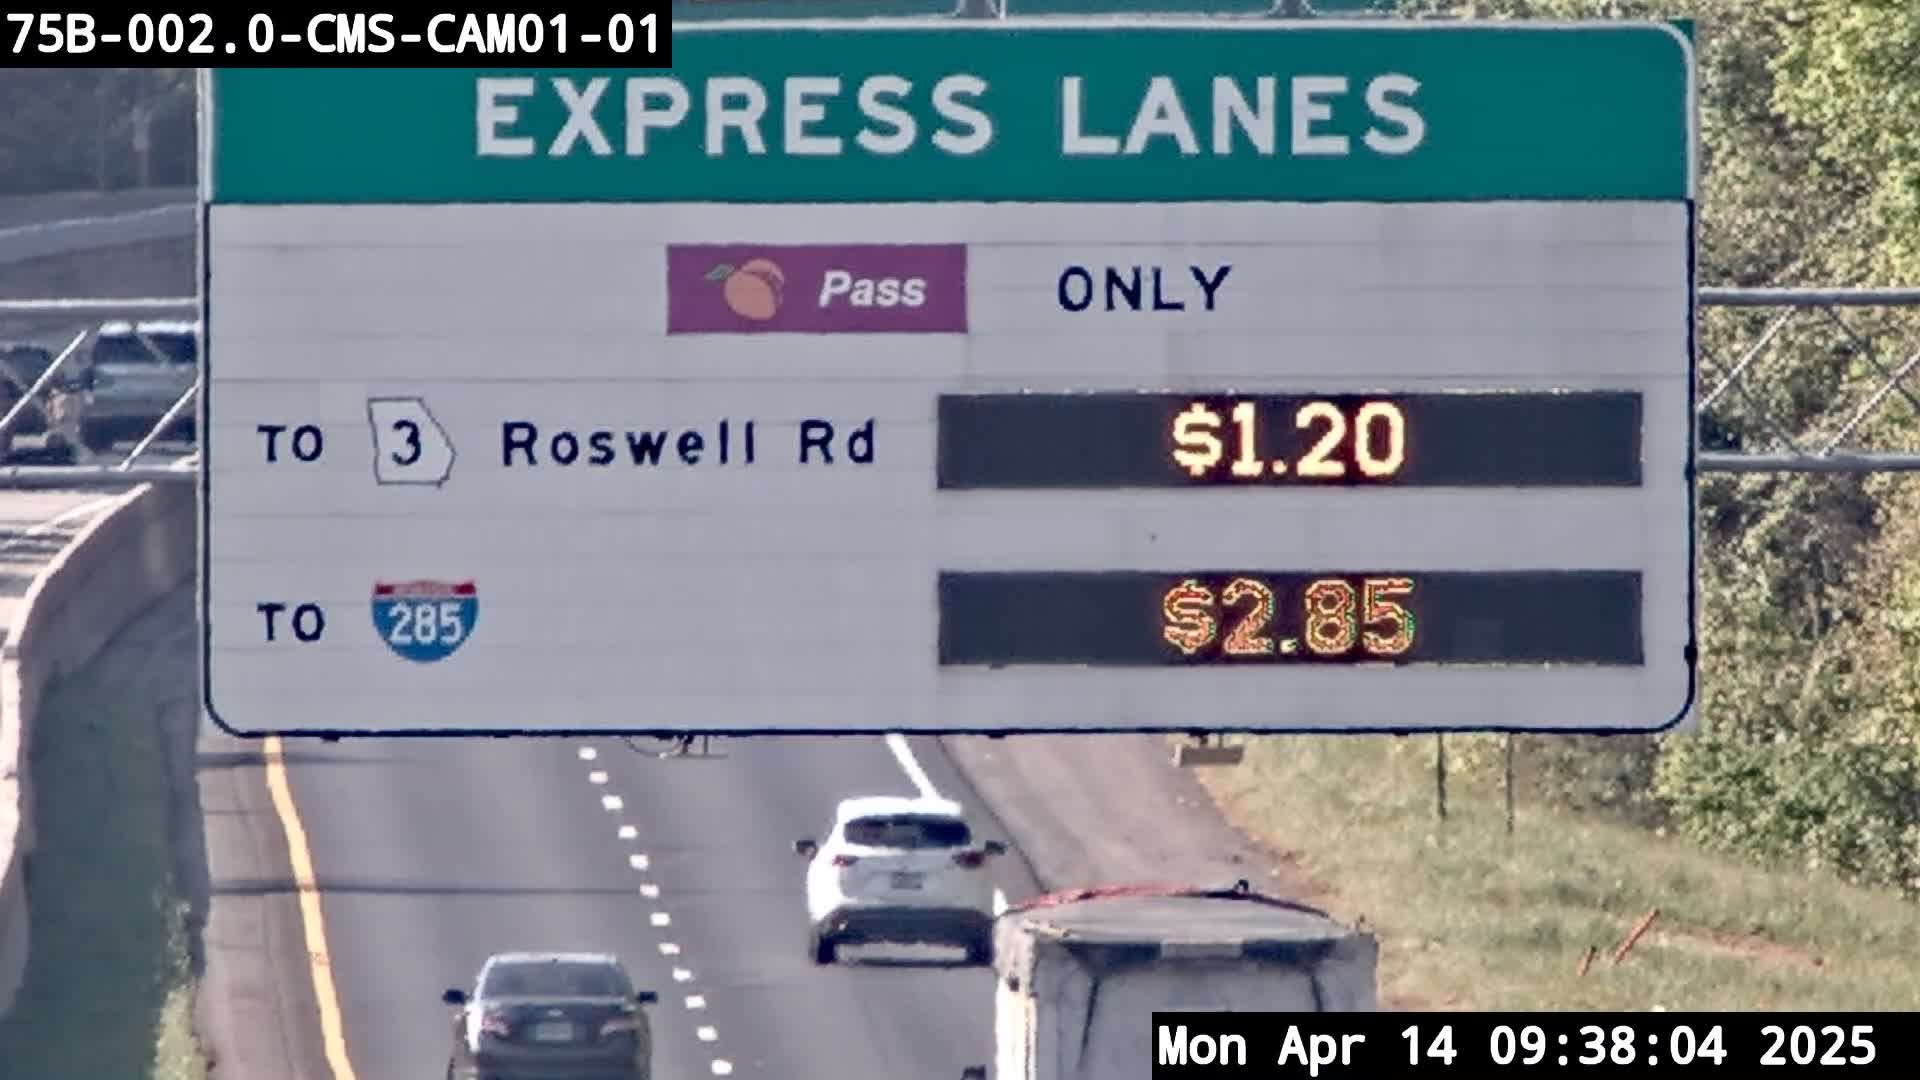 75B-002.0-CMS-CAM01-01
EXPRESS LANES
Pass ONLY
TO 3 Roswell Rd $1.20
TO 285 $2.85
Mon Apr 14 09:38:04 2025